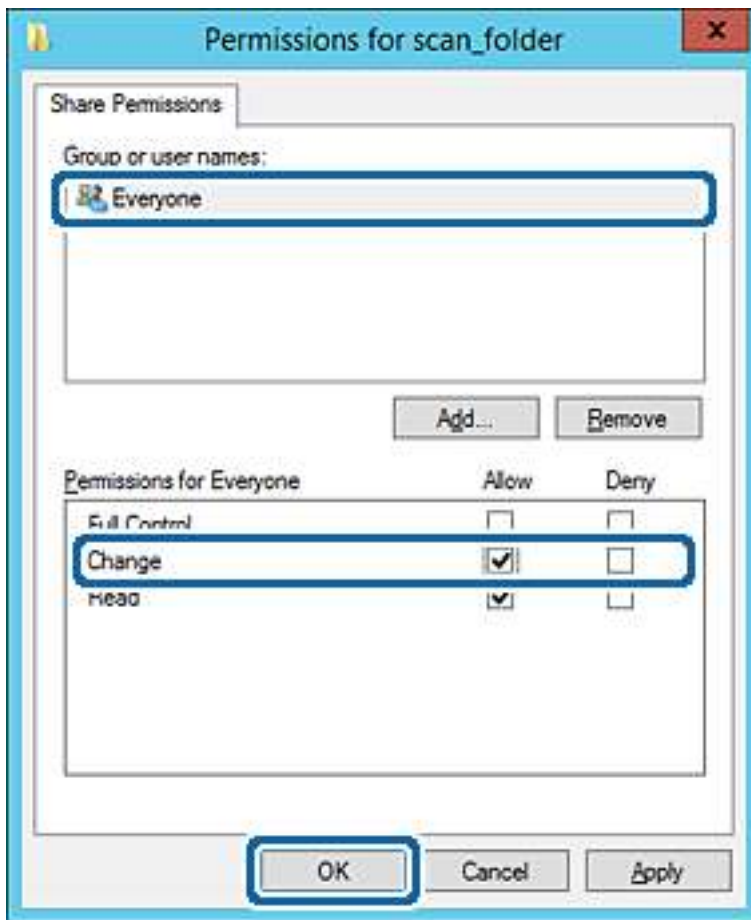 Permissions for scan_folder
Share Permissions
Group or user names:
Everyone
Add...
Remove
Permissions for Everyone
Allow
Deny
Full Control
Change
Read
OK
Cancel
Apply